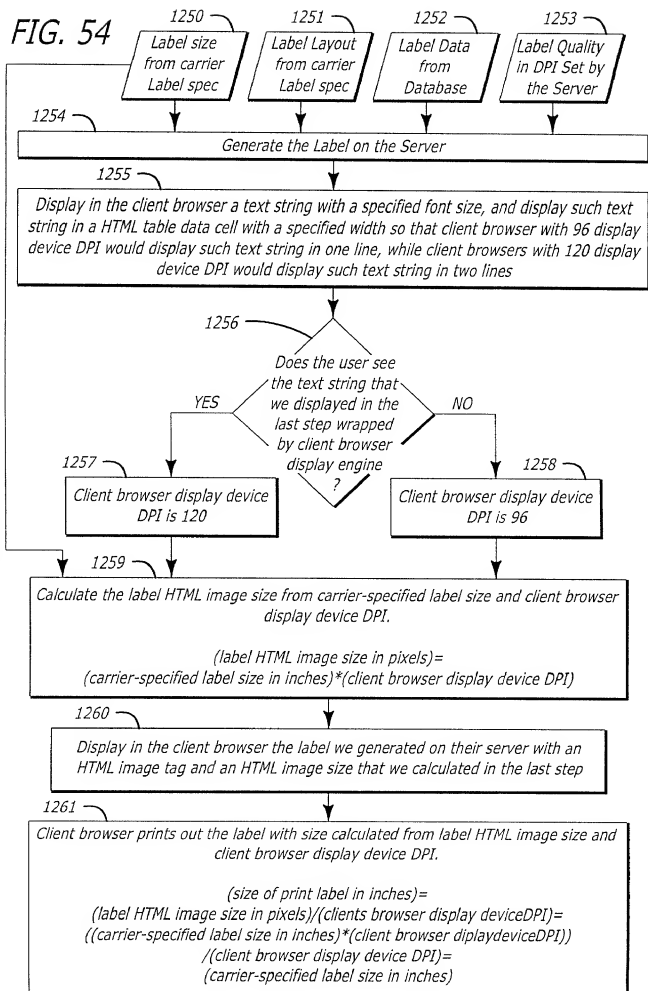 FIG. 54
1250
1251
1252
1253
Label size
from carrier
Label spec
Label Layout
from carrier
Label spec
Label Data
from
Database
Label Quality
in DPI Set by
the Server
1254
Generate the Label on the Server
1255
Display in the client browser a text string with a specified font size, and display such text
string in a HTML table data cell with a specified width so that client browser with 96 display
device DPI would display such text string in one line, while client browsers with 120 display
device DPI would display such text string in two lines
1256
Does the user see
the text string that
we displayed in the
last step wrapped
by client browser
display engine
?
YES
NO
1257
Client browser display device
DPI is 120
1258
Client browser display device
DPI is 96
1259
Calculate the label HTML image size from carrier-specified label size and client browser
display device DPI.
(label HTML image size in pixels)=
(carrier-specified label size in inches)*(client browser display device DPI)
1260
Display in the client browser the label we generated on their server with an
HTML image tag and an HTML image size that we calculated in the last step
1261
Client browser prints out the label with size calculated from label HTML image size and
client browser display device DPI.
(size of print label in inches)=
(label HTML image size in pixels)/(clients browser display deviceDPI)=
((carrier-specified label size in inches)*(client browser diplaydeviceDPI))
/(client browser display device DPI)=
(carrier-specified label size in inches)